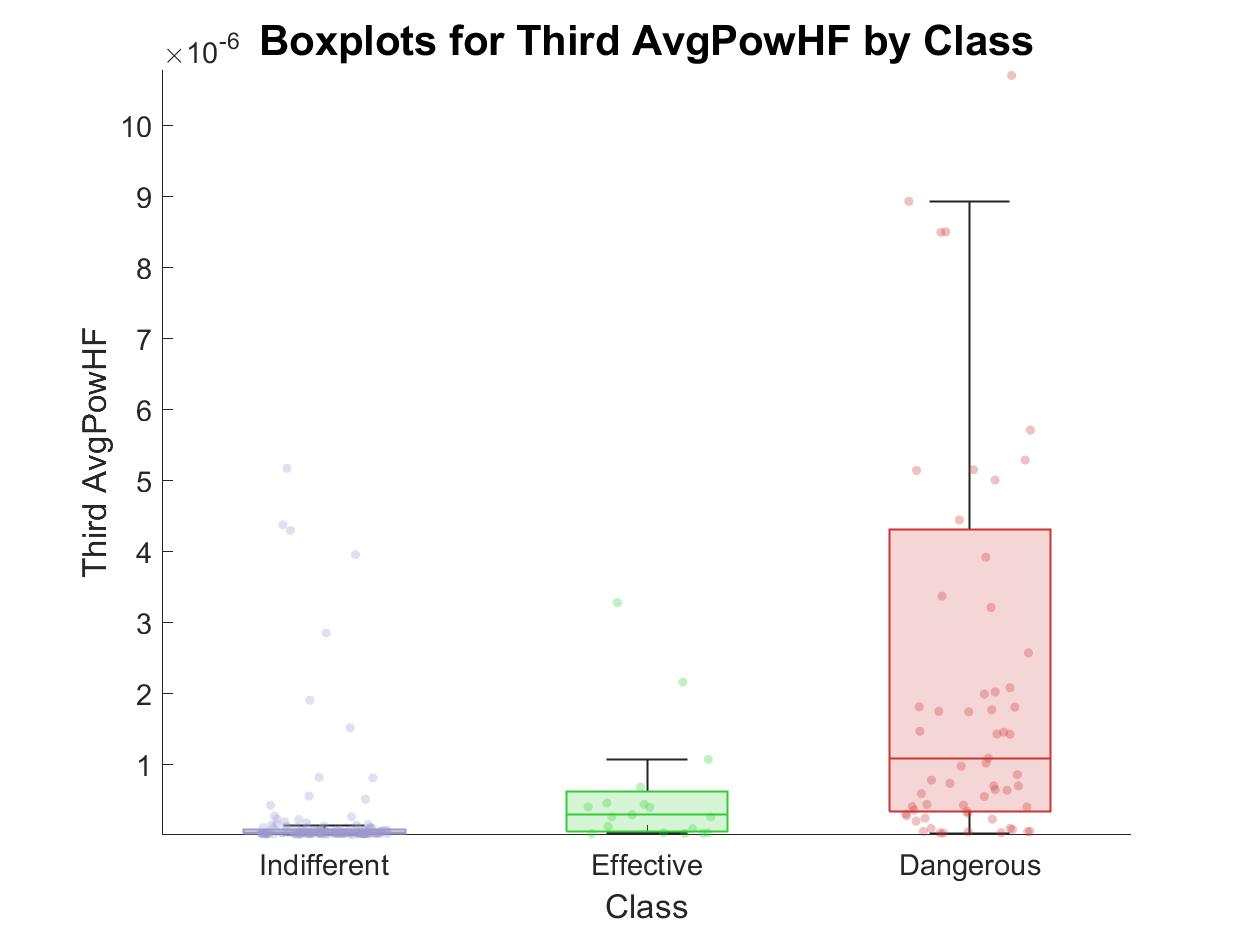 ×10-6
Boxplots for Third AvgPowHF by Class
10
9
8
7
6
5
4
3
2
1
Third AvgPowHF
Indifferent
Effective
Dangerous
Class